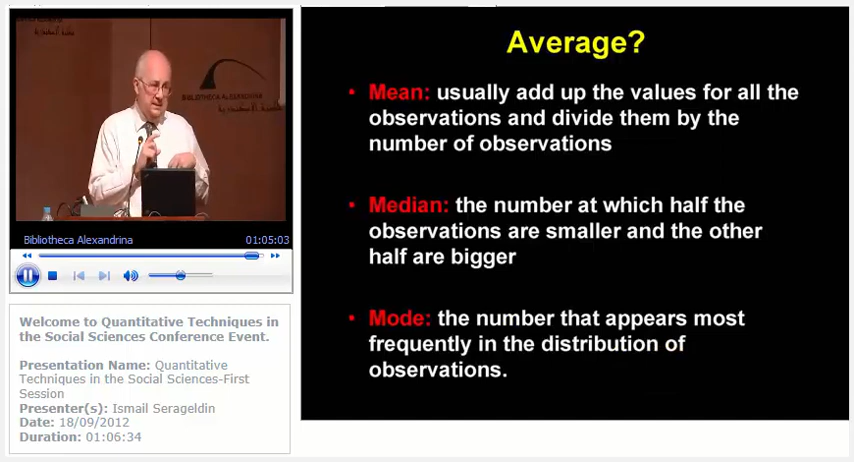 BIBLIOTHECA ALEXANDRINA
Bibliotheca Alexandrina
01:05:03
Welcome to Quantitative Techniques in
the Social Sciences Conference Event.
Presentation Name: Quantitative
Techniques in the Social Sciences-First
Session
Presenter(s): Ismail Serageldin
Date: 18/09/2012
Duration: 01:06:34
Average?
• Mean: usually add up the values for all the
observations and divide them by the
number of observations
• Median: the number at which half the
observations are smaller and the other
half are bigger
• Mode: the number that appears most
frequently in the distribution of
observations.